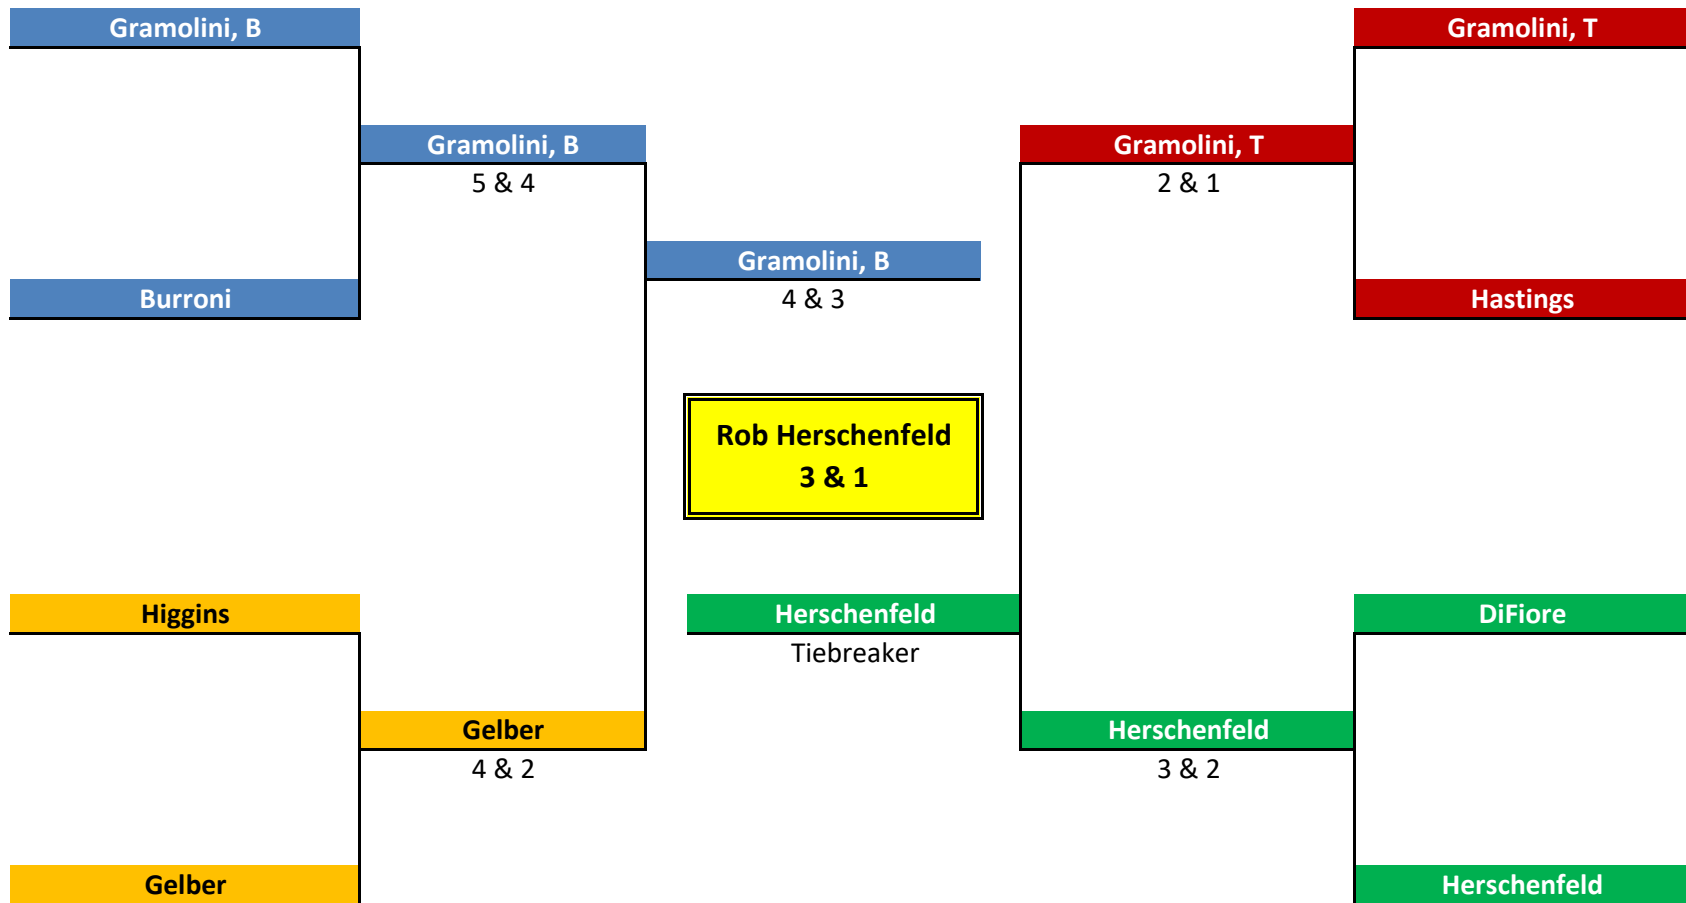 Gramolini, B
Gramolini, T
Gramolini, B
5 & 4
Gramolini, T
2 & 1
Gramolini, B
4 & 3
Burroni
Hastings
Rob Herschenfeld
3 & 1
Higgins
Herschenfeld
Tiebreaker
DiFiore
Gelber
4 & 2
Herschenfeld
3 & 2
Gelber
Herschenfeld